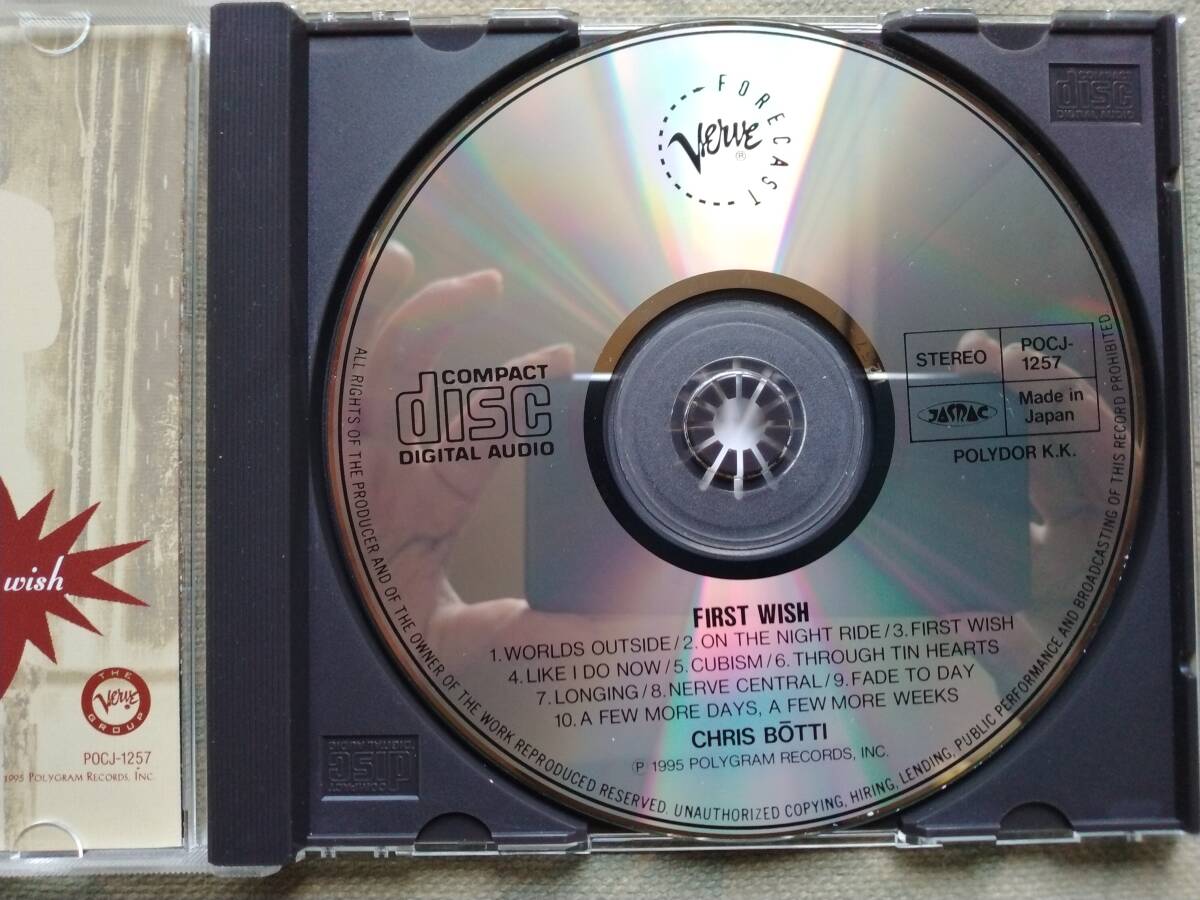 wish
THE
Verve
GROUP
POCJ-1257
1995 POLYGRAM RECORDS, INC.
FORECAST
Verve®
COMPACT
disc
DIGITAL AUDIO
COMPACT
disc
DIGITAL AUDIO
STEREO
POCJ-
1257
JASRAC
Made in
Japan
POLYDOR K.K.
FIRST WISH
1. WORLDS OUTSIDE/2. ON THE NIGHT RIDE/3. FIRST WISH
4. LIKE I DO NOW/5. CUBISM/6. THROUGH TIN HEARTS
7. LONGING/8. NERVE CENTRAL/9. FADE TO DAY
10. A FEW MORE DAYS, A FEW MORE WEEKS
CHRIS BŌTTI
Ⓟ 1995 POLYGRAM RECORDS, INC.
ALL RIGHTS OF THE PRODUCER AND OF THE OWNER OF THE WORK REPRODUCED RESERVED. UNAUTHORIZED COPYING, HIRING, LENDING, PUBLIC PERFORMANCE AND BROADCASTING OF THIS RECORD PROHIBITED
COMPACT
disc
DIGITAL AUDIO